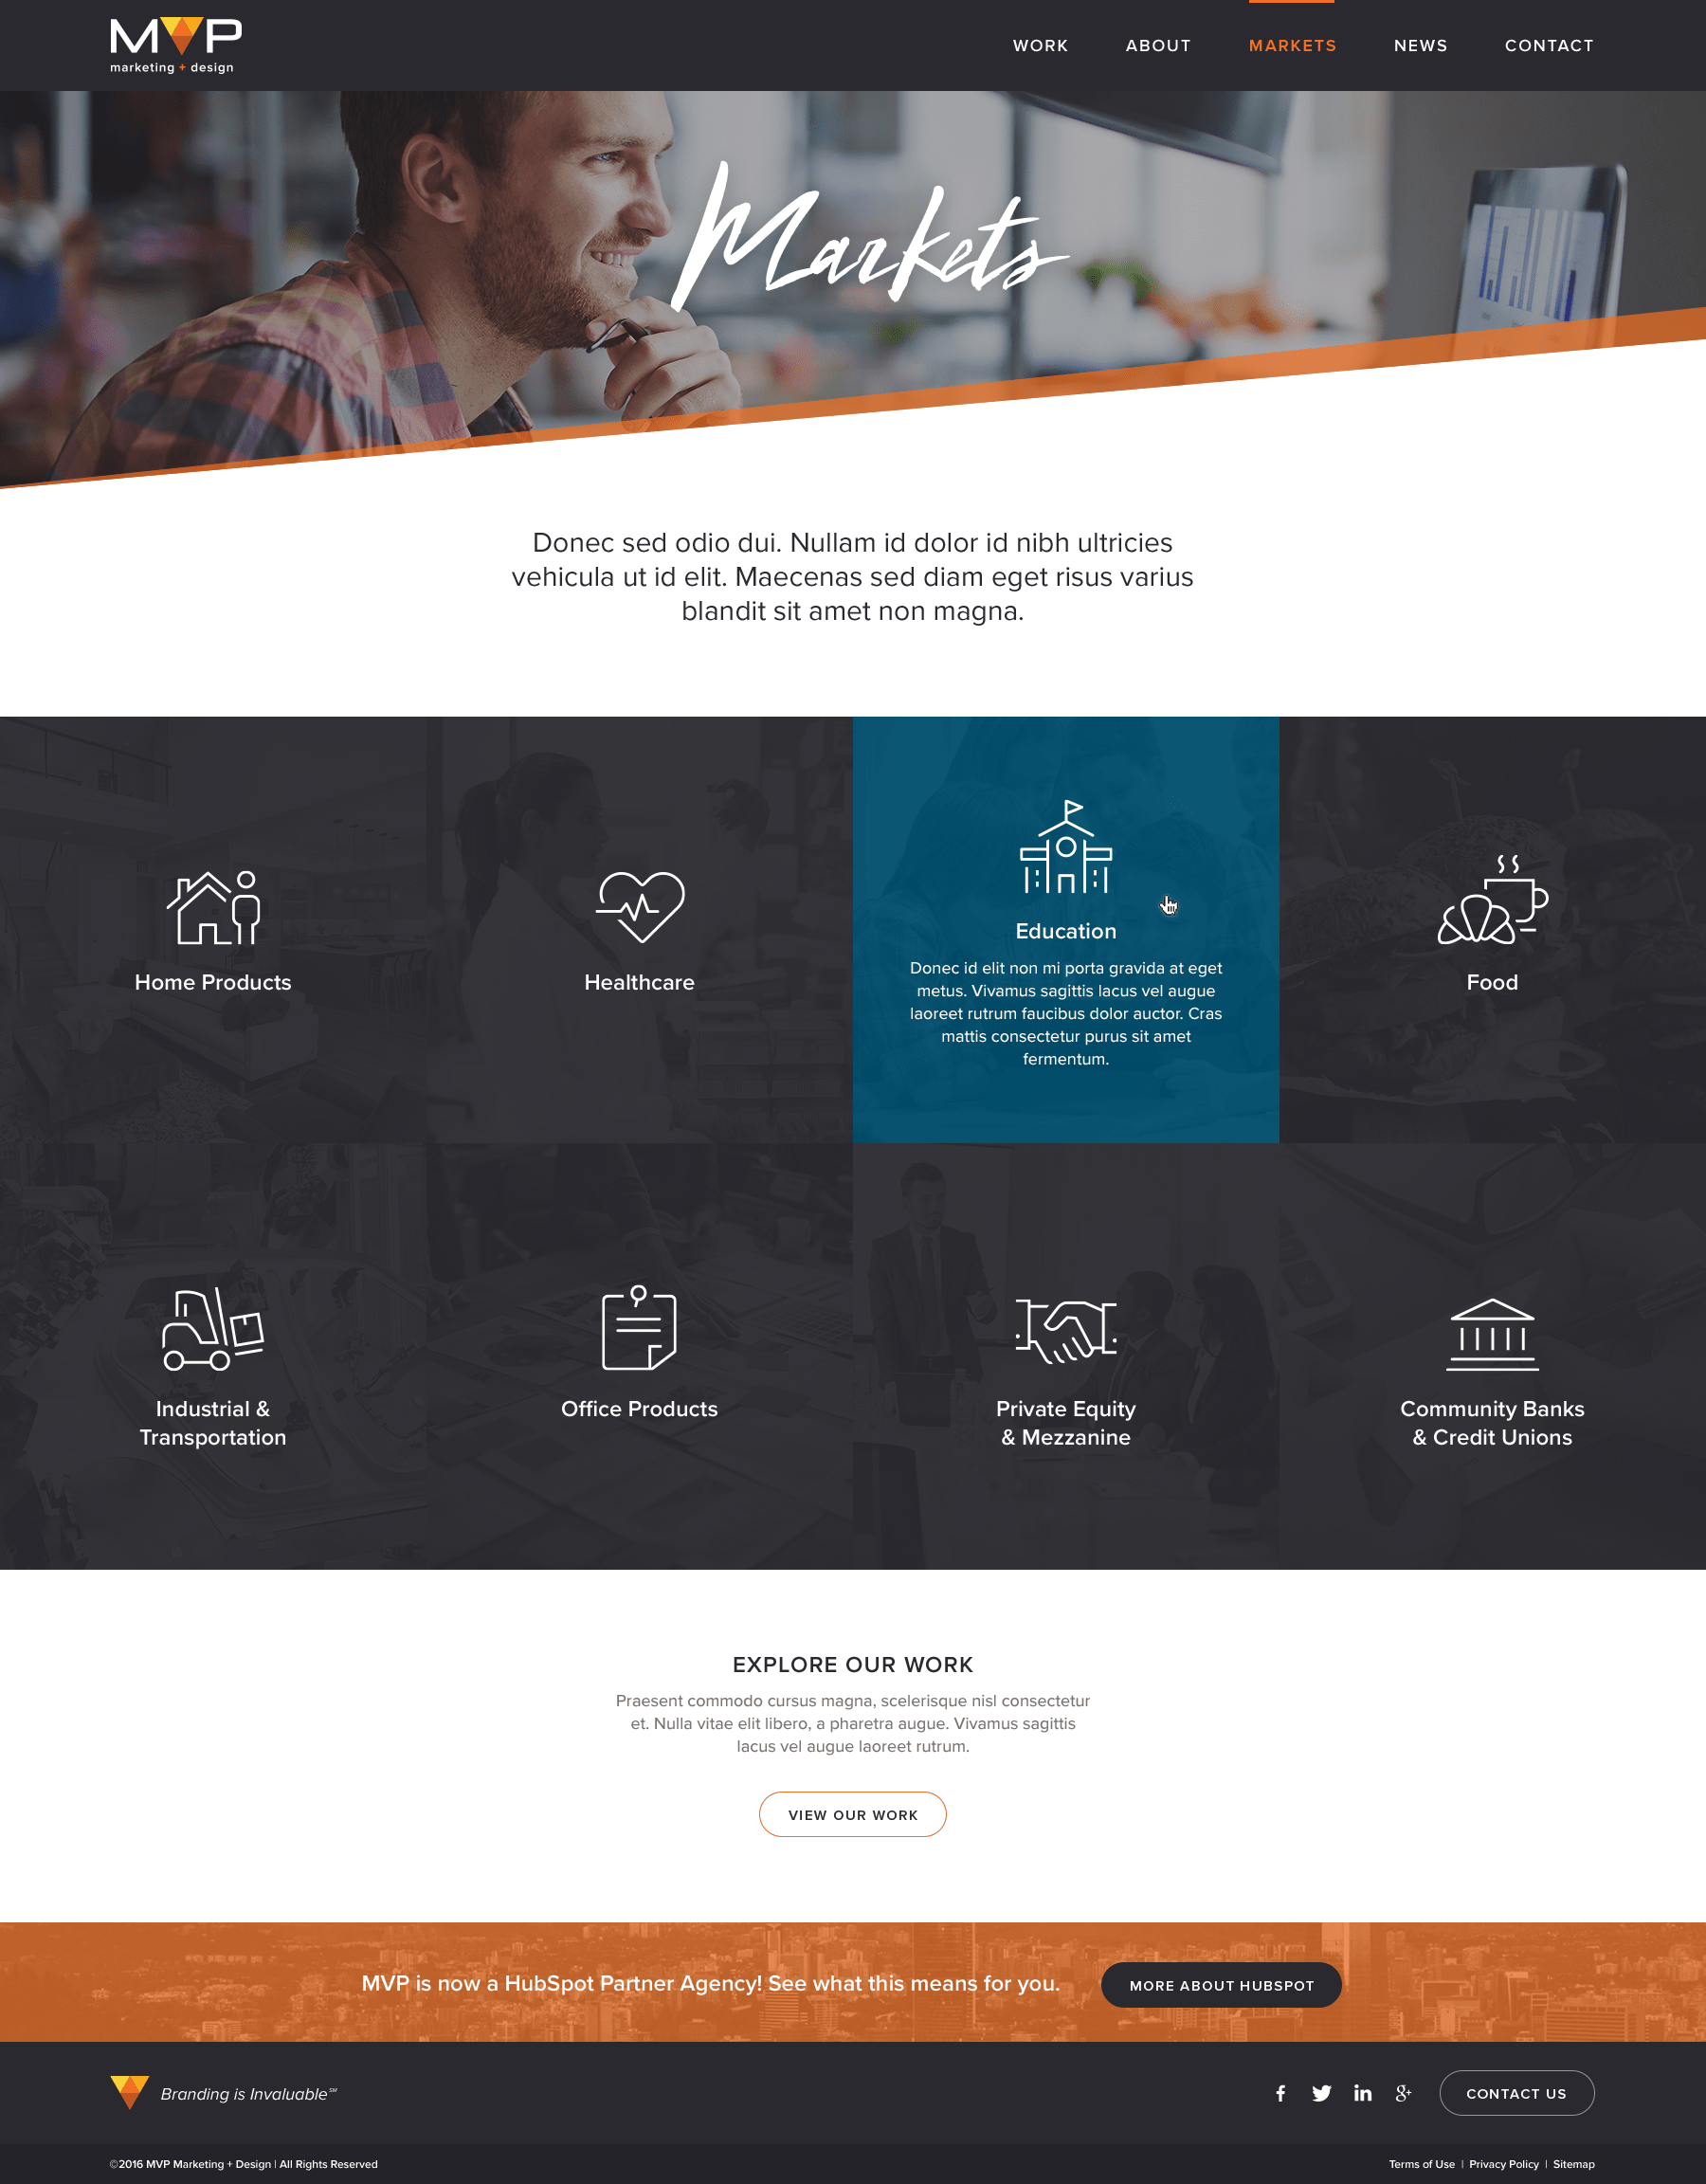 MVP
marketing + design
WORK
ABOUT
MARKETS
NEWS
CONTACT
Markets
Donec sed odio dui. Nullam id dolor id nibh ultricies
vehicula ut id elit. Maecenas sed diam eget risus varius
blandit sit amet non magna.
Home Products
Healthcare
Education
Donec id elit non mi porta gravida at eget
metus. Vivamus sagittis lacus vel augue
laoreet rutrum faucibus dolor auctor. Cras
mattis consectetur purus sit amet
fermentum.
Food
Industrial &
Transportation
Office Products
Private Equity
& Mezzanine
Community Banks
& Credit Unions
EXPLORE OUR WORK
Praesent commodo cursus magna, scelerisque nisl consectetur
et. Nulla vitae elit libero, a pharetra augue. Vivamus sagittis
lacus vel augue laoreet rutrum.
VIEW OUR WORK
MVP is now a HubSpot Partner Agency! See what this means for you.
MORE ABOUT HUBSPOT
Branding is Invaluable℠
CONTACT US
©2016 MVP Marketing + Design | All Rights Reserved
Terms of Use | Privacy Policy | Sitemap